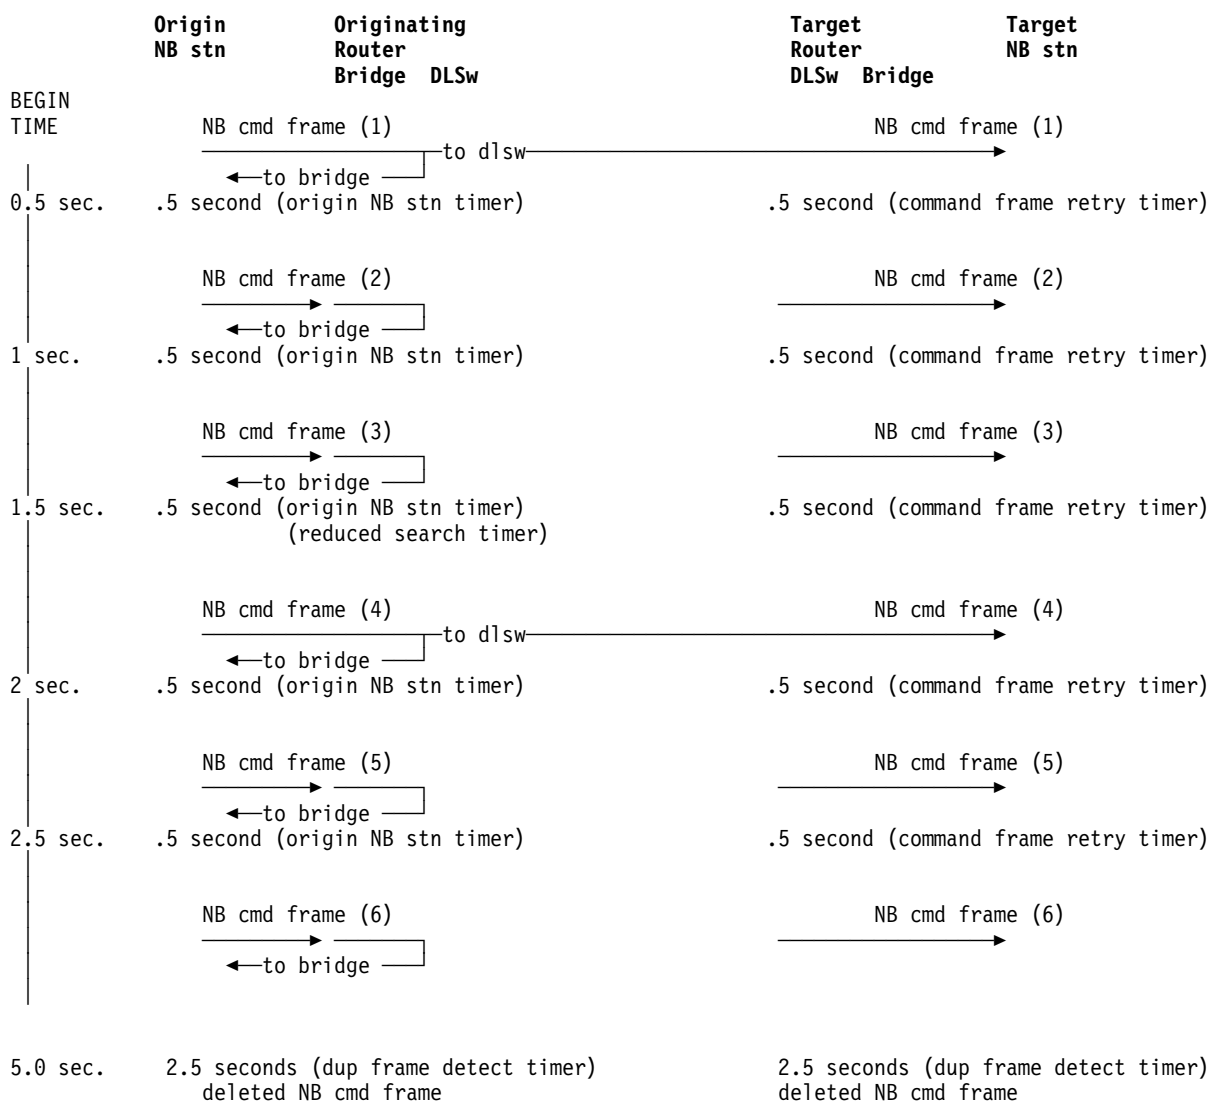 Origin Originating Target Target
NB stn Router Router NB stn
Bridge DLSw DLSw Bridge
BEGIN
TIME NB cmd frame (1) NB cmd frame (1)
to dlsw
to bridge
0.5 sec. .5 second (origin NB stn timer) .5 second (command frame retry timer)
NB cmd frame (2) NB cmd frame (2)
to bridge
1 sec. .5 second (origin NB stn timer) .5 second (command frame retry timer)
NB cmd frame (3) NB cmd frame (3)
to bridge
1.5 sec. .5 second (origin NB stn timer) .5 second (command frame retry timer)
(reduced search timer)
NB cmd frame (4) NB cmd frame (4)
to dlsw
to bridge
2 sec. .5 second (origin NB stn timer) .5 second (command frame retry timer)
NB cmd frame (5) NB cmd frame (5)
to bridge
2.5 sec. .5 second (origin NB stn timer) .5 second (command frame retry timer)
NB cmd frame (6) NB cmd frame (6)
to bridge
5.0 sec. 2.5 seconds (dup frame detect timer) 2.5 seconds (dup frame detect timer)
deleted NB cmd frame deleted NB cmd frame